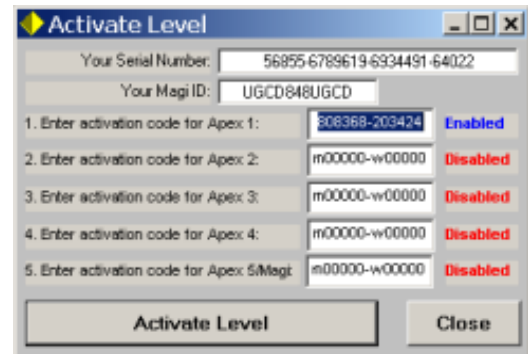 Activate Level
Your Serial Number: 56855-6789619-6934491-64022
Your Magi ID: UGCD848UGCD
1. Enter activation code for Apex 1: 808368-203424 Enabled
2. Enter activation code for Apex 2: m00000-w00000 Disabled
3. Enter activation code for Apex 3: m00000-w00000 Disabled
4. Enter activation code for Apex 4: m00000-w00000 Disabled
5. Enter activation code for Apex 5/Magi: m00000-w00000 Disabled
Activate Level Close